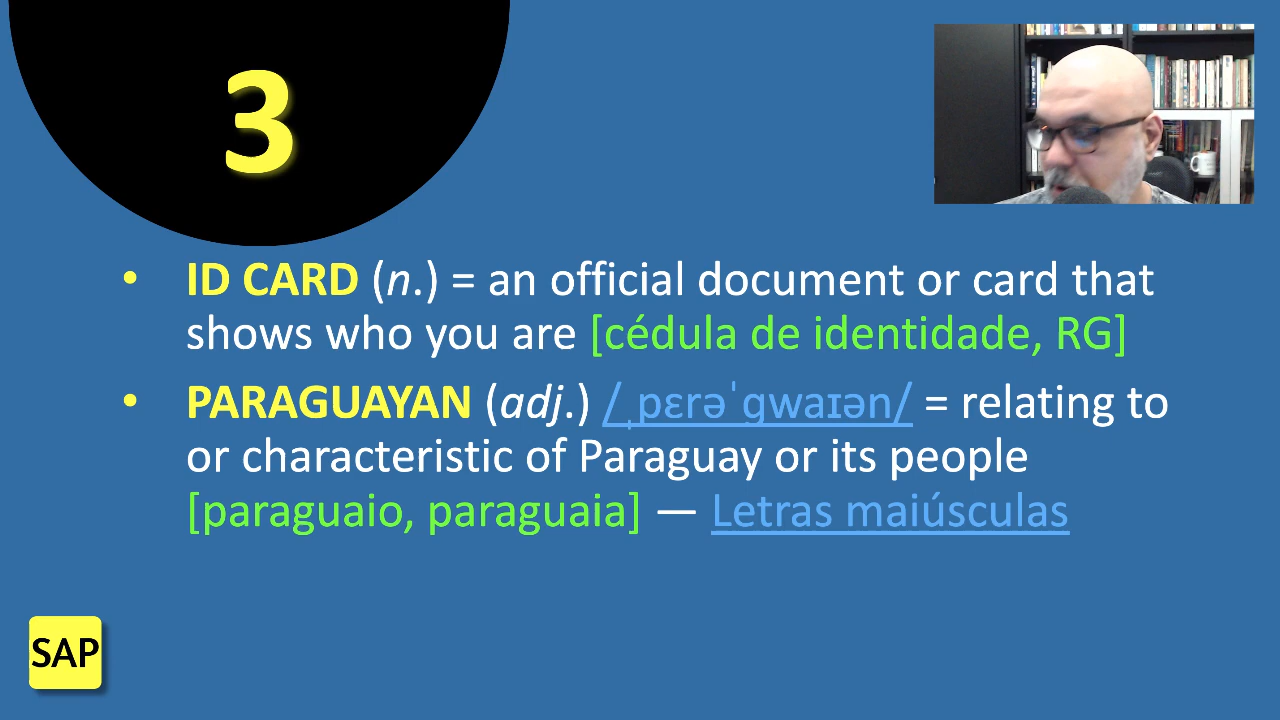 3
• ID CARD (n.) = an official document or card that
shows who you are [cédula de identidade, RG]
• PARAGUAYAN (adj.) /ˌpɛrəˈɡwaɪən/ = relating to
or characteristic of Paraguay or its people
[paraguaio, paraguaia] — Letras maiúsculas
SAP